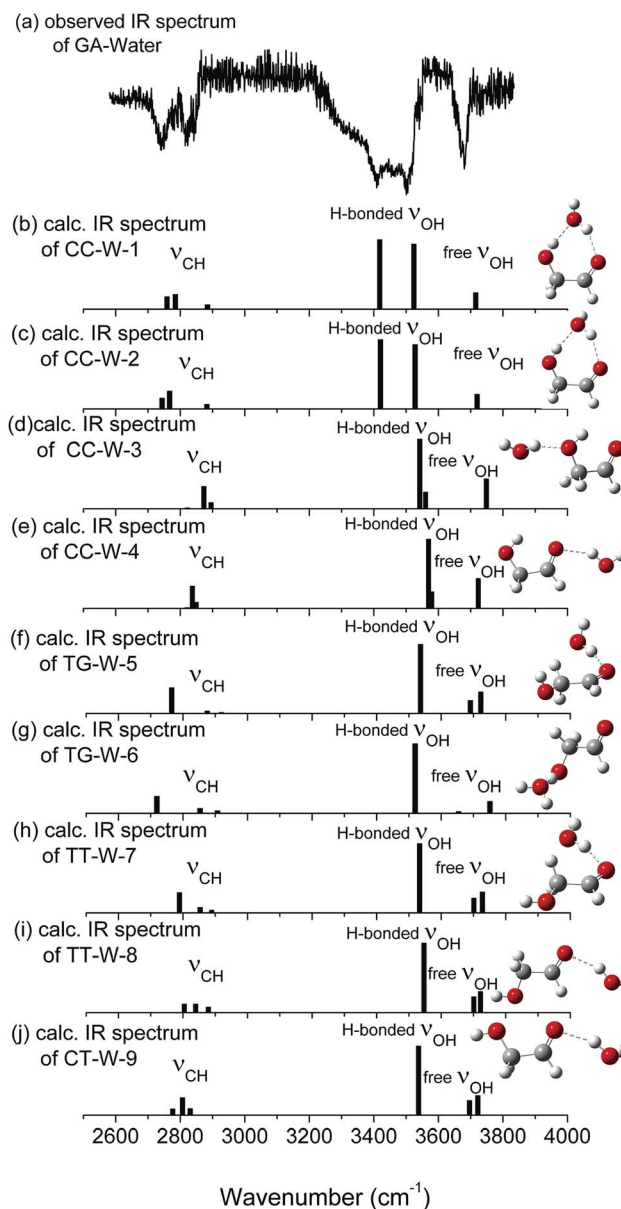 (a) observed IR spectrum
of GA-Water
(b) calc. IR spectrum
of CC-W-1
νCH
H-bonded νOH
free νOH
(c) calc. IR spectrum
of CC-W-2
νCH
H-bonded νOH
free νOH
(d)calc. IR spectrum
of CC-W-3
νCH
H-bonded νOH
free νOH
(e) calc. IR spectrum
of CC-W-4
νCH
H-bonded νOH
free νOH
(f) calc. IR spectrum
of TG-W-5
νCH
H-bonded νOH
free νOH
(g) calc. IR spectrum
of TG-W-6
νCH
H-bonded νOH
free νOH
(h) calc. IR spectrum
of TT-W-7
νCH
H-bonded νOH
free νOH
(i) calc. IR spectrum
of TT-W-8
νCH
H-bonded νOH
free νOH
(j) calc. IR spectrum
of CT-W-9
νCH
H-bonded νOH
free νOH
2600 2800 3000 3200 3400 3600 3800 4000
Wavenumber (cm⁻¹)